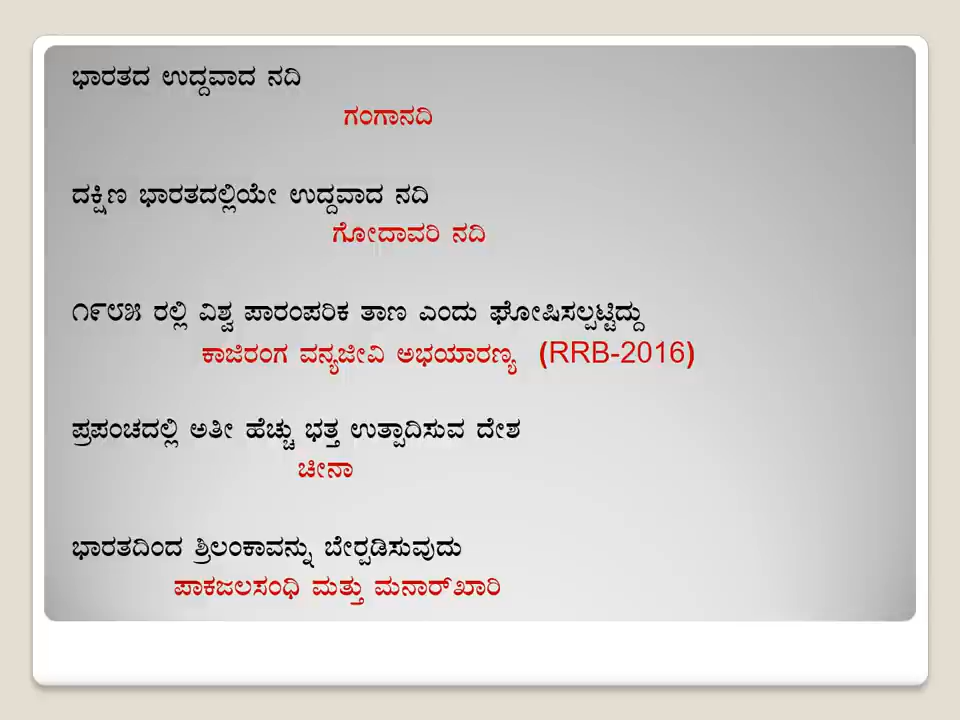 ಭಾರತದ ಉದ್ದವಾದ ನದಿ
ಗಂಗಾನದಿ
ದಕ್ಷಿಣ ಭಾರತದಲ್ಲಿಯೇ ಉದ್ದವಾದ ನದಿ
ಗೋದಾವರಿ ನದಿ
೧೯೮೫ ರಲ್ಲಿ ವಿಶ್ವ ಪಾರಂಪರಿಕ ತಾಣ ಎಂದು ಘೋಷಿಸಲ್ಪಟ್ಟಿದ್ದು
ಕಾಜಿರಂಗ ವನ್ಯಜೀವಿ ಅಭಯಾರಣ್ಯ (RRB-2016)
ಪ್ರಪಂಚದಲ್ಲಿ ಅತೀ ಹೆಚ್ಚು ಭತ್ತ ಉತ್ಪಾದಿಸುವ ದೇಶ
ಚೀನಾ
ಭಾರತದಿಂದ ಶ್ರಿಲಂಕಾವನ್ನು ಬೇರ‍್ಪಡಿಸುವುದು
ಪಾಕಜಲಸಂಧಿ ಮತ್ತು ಮನಾರ್‌ಖಾರಿ